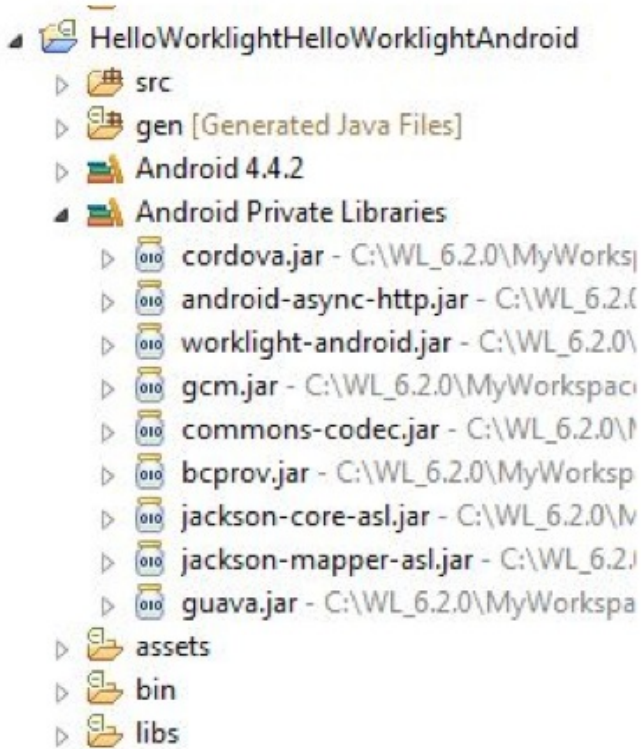 HelloWorklightHelloWorklightAndroid
src
gen [Generated Java Files]
Android 4.4.2
Android Private Libraries
cordova.jar - C:\WL_6.2.0\MyWorksp
android-async-http.jar - C:\WL_6.2.0
worklight-android.jar - C:\WL_6.2.0\
gcm.jar - C:\WL_6.2.0\MyWorkspac
commons-codec.jar - C:\WL_6.2.0\M
bcprov.jar - C:\WL_6.2.0\MyWorksp
jackson-core-asl.jar - C:\WL_6.2.0\M
jackson-mapper-asl.jar - C:\WL_6.2.
guava.jar - C:\WL_6.2.0\MyWorkspa
assets
bin
libs